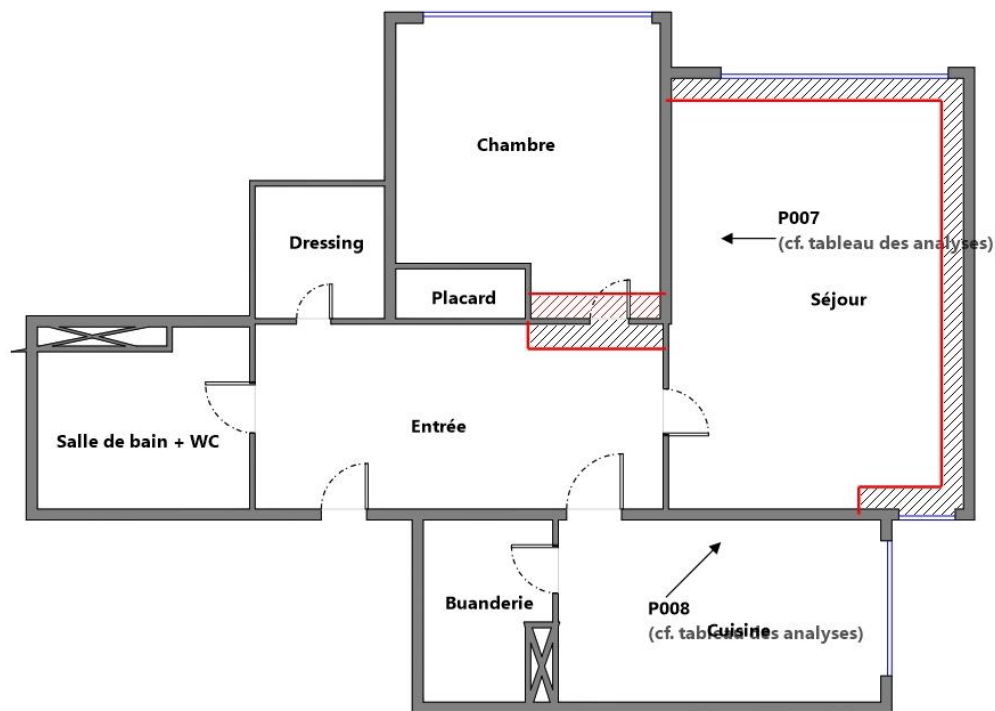 Chambre
P007
(cf. tableau des analyses)
Dressing
Placard
Séjour
Entrée
Salle de bain + WC
Buanderie
P008
(cf. tableau des analyses)
Cuisine